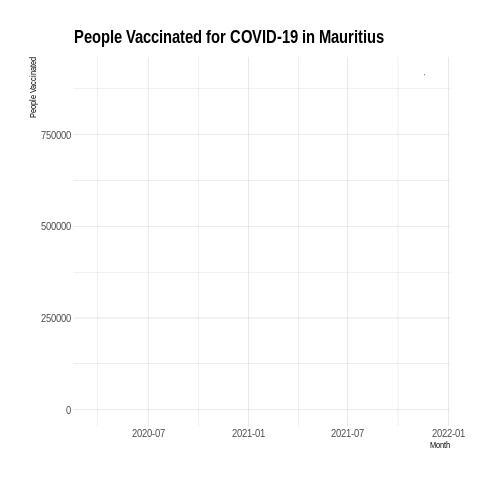 People Vaccinated for COVID-19 in Mauritius
People Vaccinated
750000
500000
250000
0
2020-07 2021-01 2021-07 2022-01
Month